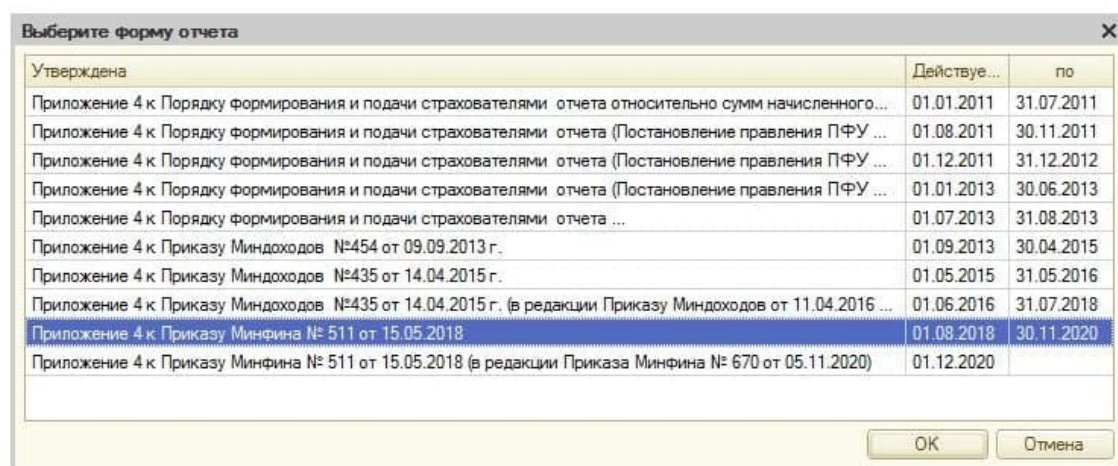 Выберите форму отчета
Утверждена Действуе... по
Приложение 4 к Порядку формирования и подачи страхователями отчета относительно сумм начисленного... 01.01.2011 31.07.2011
Приложение 4 к Порядку формирования и подачи страхователями отчета (Постановление правления ПФУ ... 01.08.2011 30.11.2011
Приложение 4 к Порядку формирования и подачи страхователями отчета (Постановление правления ПФУ ... 01.12.2011 31.12.2012
Приложение 4 к Порядку формирования и подачи страхователями отчета (Постановление правления ПФУ ... 01.01.2013 30.06.2013
Приложение 4 к Порядку формирования и подачи страхователями отчета ... 01.07.2013 31.08.2013
Приложение 4 к Приказу Миндоходов №454 от 09.09.2013 г. 01.09.2013 30.04.2015
Приложение 4 к Приказу Миндоходов №435 от 14.04.2015 г. 01.05.2015 31.05.2016
Приложение 4 к Приказу Миндоходов №435 от 14.04.2015 г. (в редакции Приказу Миндоходов от 11.04.2016 ... 01.06.2016 31.07.2018
Приложение 4 к Приказу Минфина № 511 от 15.05.2018 01.08.2018 30.11.2020
Приложение 4 к Приказу Минфина № 511 от 15.05.2018 (в редакции Приказа Минфина № 670 от 05.11.2020) 01.12.2020
OK Отмена